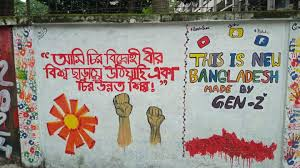 "আমি চির বিদ্রোহী বীর
বিশ্ব ছাড়ায়ে উঠিয়াছি একা
চির উন্নত শির!"
THIS IS NEW
BANGLADESH
MADE BY
GEN-Z